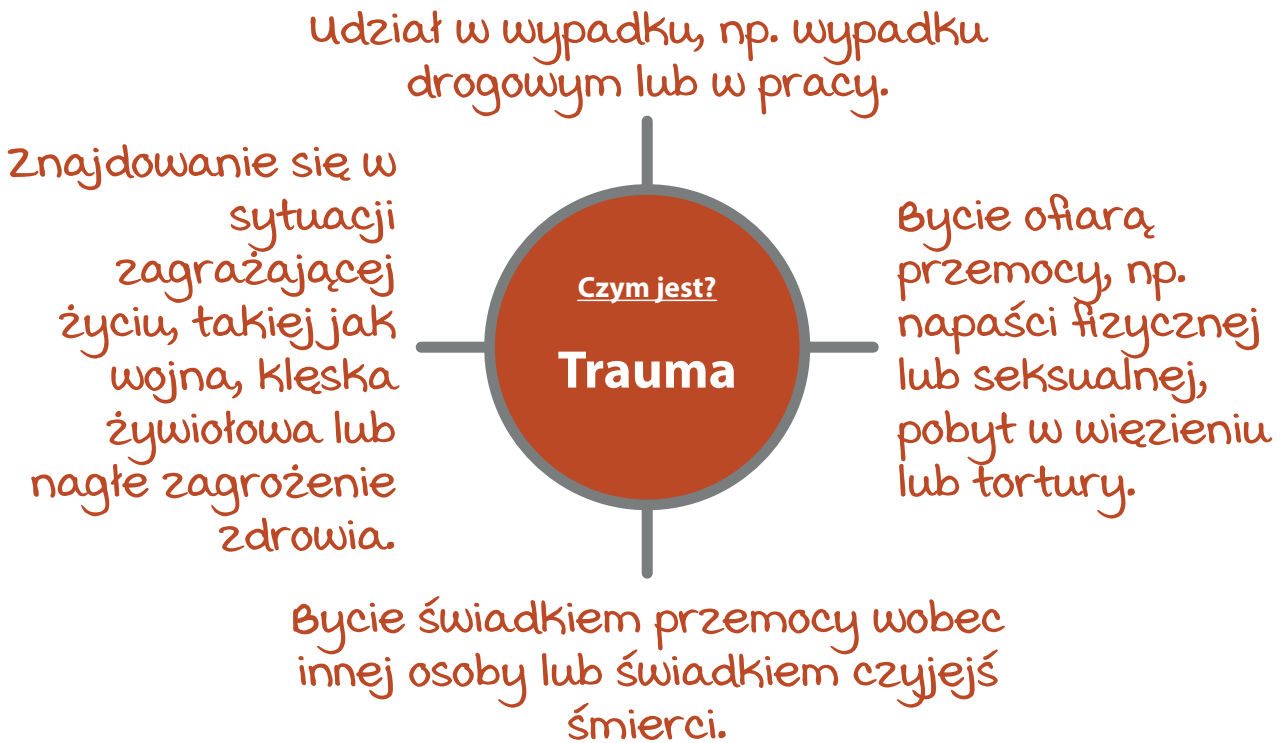 Udział w wypadku, np. wypadku
drogowym lub w pracy.
Znajdowanie się w
sytuacji
zagrażającej
życiu, takiej jak
wojna, klęska
żywiołowa lub
nagłe zagrożenie
zdrowia.
Czym jest?
Trauma
Bycie ofiarą
przemocy, np.
napaści fizycznej
lub seksualnej,
pobyt w więzieniu
lub tortury.
Bycie świadkiem przemocy wobec
innej osoby lub świadkiem czyjejś
śmierci.